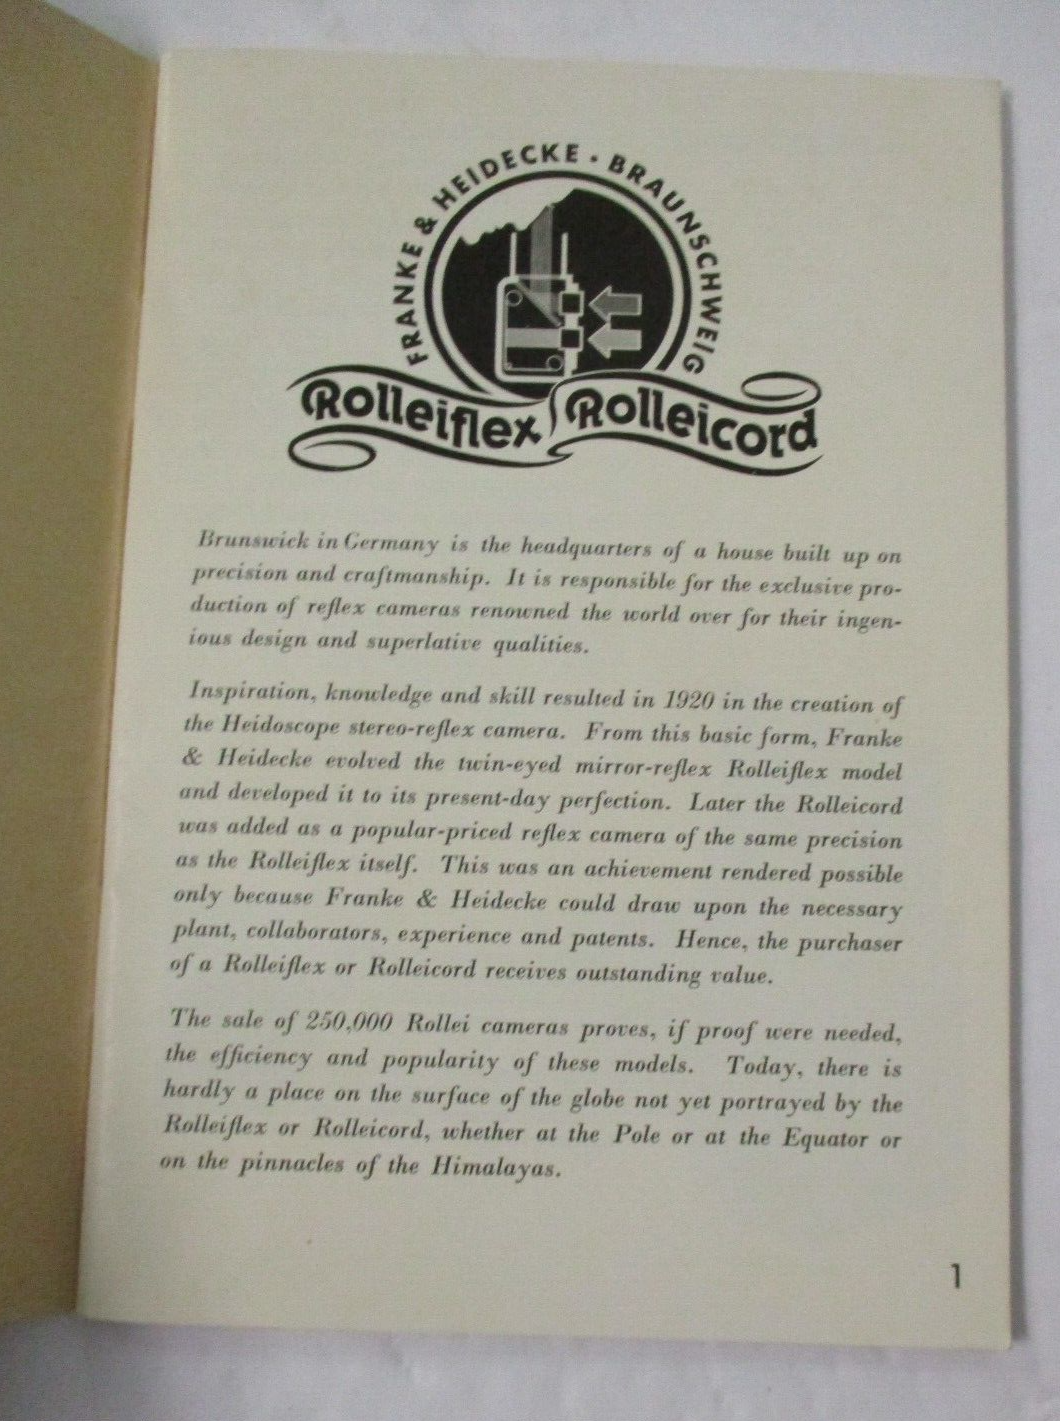 FRANKE & HEIDECKE · BRAUNSCHWEIG
Rolleiflex Rolleicord
Brunswick in Germany is the headquarters of a house built up on
precision and craftmanship. It is responsible for the exclusive pro-
duction of reflex cameras renowned the world over for their ingen-
ious design and superlative qualities.
Inspiration, knowledge and skill resulted in 1920 in the creation of
the Heidoscope stereo-reflex camera. From this basic form, Franke
& Heidecke evolved the twin-eyed mirror-reflex Rolleiflex model
and developed it to its present-day perfection. Later the Rolleicord
was added as a popular-priced reflex camera of the same precision
as the Rolleiflex itself. This was an achievement rendered possible
only because Franke & Heidecke could draw upon the necessary
plant, collaborators, experience and patents. Hence, the purchaser
of a Rolleiflex or Rolleicord receives outstanding value.
The sale of 250,000 Rollei cameras proves, if proof were needed,
the efficiency and popularity of these models. Today, there is
hardly a place on the surface of the globe not yet portrayed by the
Rolleiflex or Rolleicord, whether at the Pole or at the Equator or
on the pinnacles of the Himalayas.
1